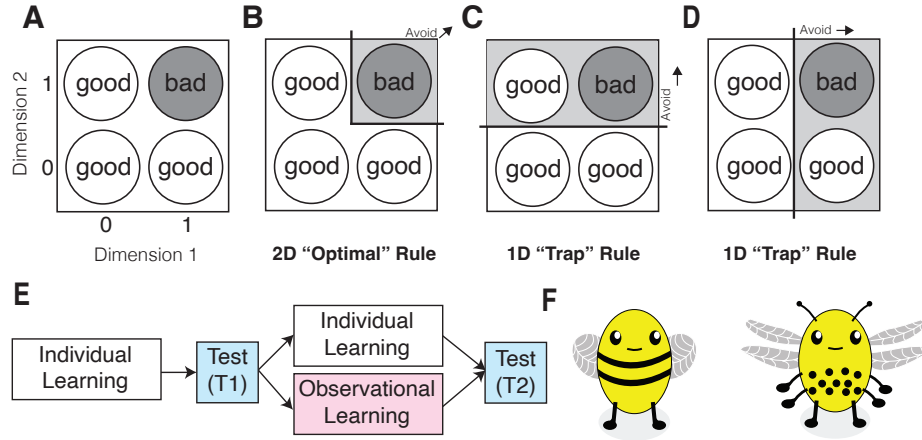 A
Dimension 2
1
0
good
bad
good
good
0
1
Dimension 1
B
Avoid
good
bad
good
good
2D “Optimal” Rule
C
Avoid
good
bad
good
good
1D “Trap” Rule
D
Avoid
good
bad
good
good
1D “Trap” Rule
E
Individual
Learning
Test
(T1)
Individual
Learning
Observational
Learning
Test
(T2)
F